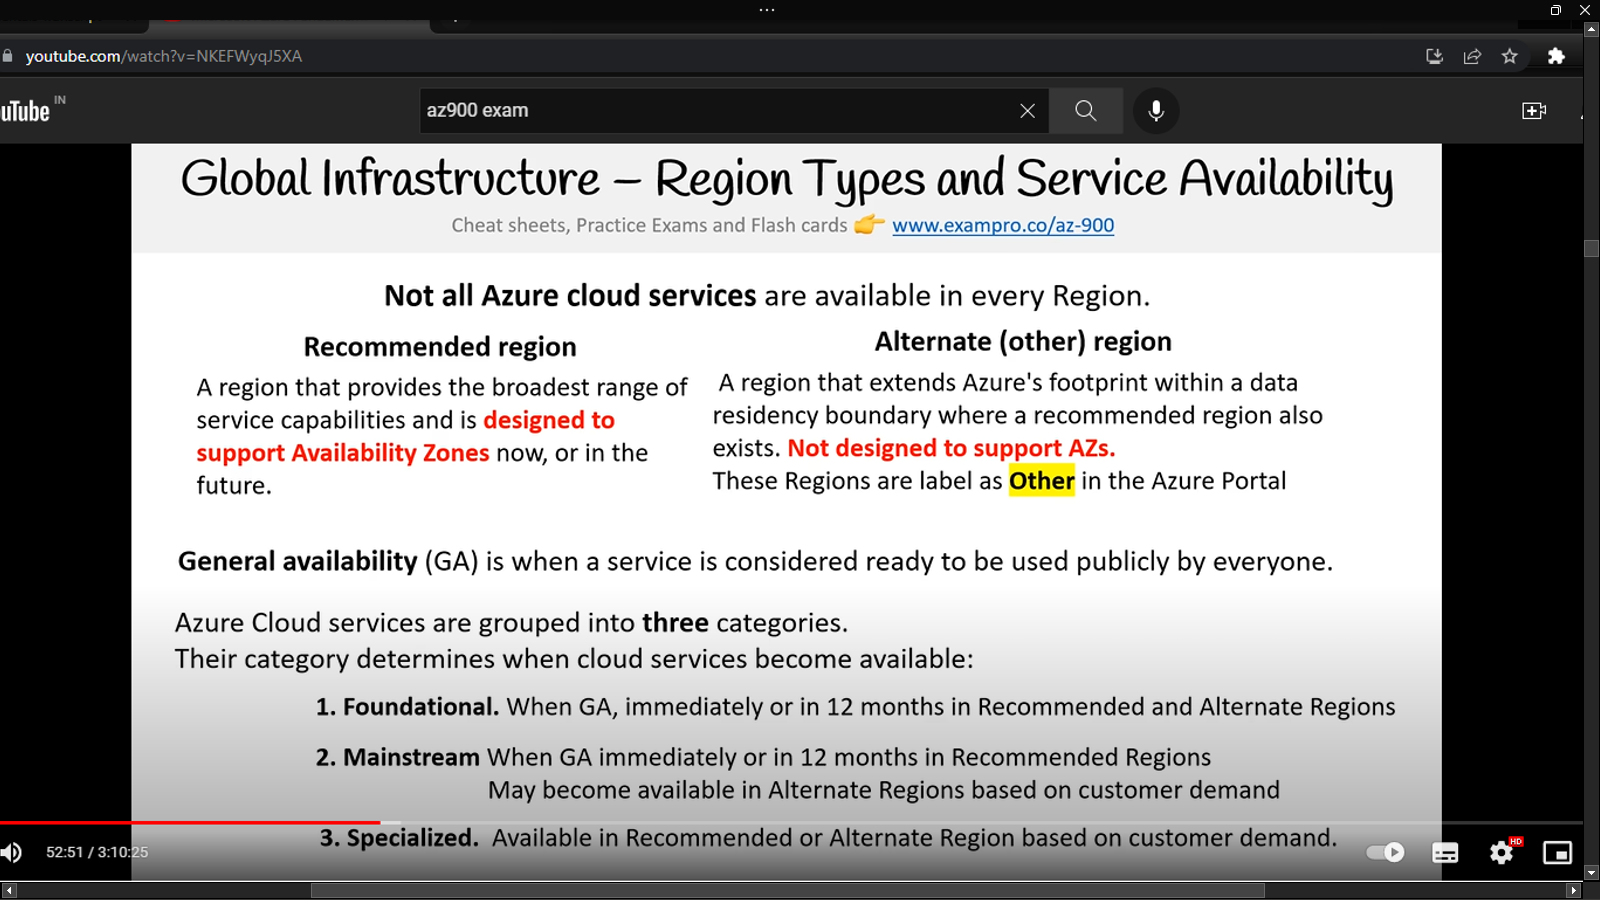 youtube.com/watch?v=NKEFWyqJ5XA
uTube IN
az900 exam
Global Infrastructure – Region Types and Service Availability
Cheat sheets, Practice Exams and Flash cards 👉 www.exampro.co/az-900
Not all Azure cloud services are available in every Region.
Recommended region
A region that provides the broadest range of
service capabilities and is designed to
support Availability Zones now, or in the
future.
Alternate (other) region
A region that extends Azure's footprint within a data
residency boundary where a recommended region also
exists. Not designed to support AZs.
These Regions are label as Other in the Azure Portal
General availability (GA) is when a service is considered ready to be used publicly by everyone.
Azure Cloud services are grouped into three categories.
Their category determines when cloud services become available:
1. Foundational. When GA, immediately or in 12 months in Recommended and Alternate Regions
2. Mainstream When GA immediately or in 12 months in Recommended Regions
May become available in Alternate Regions based on customer demand
3. Specialized. Available in Recommended or Alternate Region based on customer demand.
52:51 / 3:10:25
HD